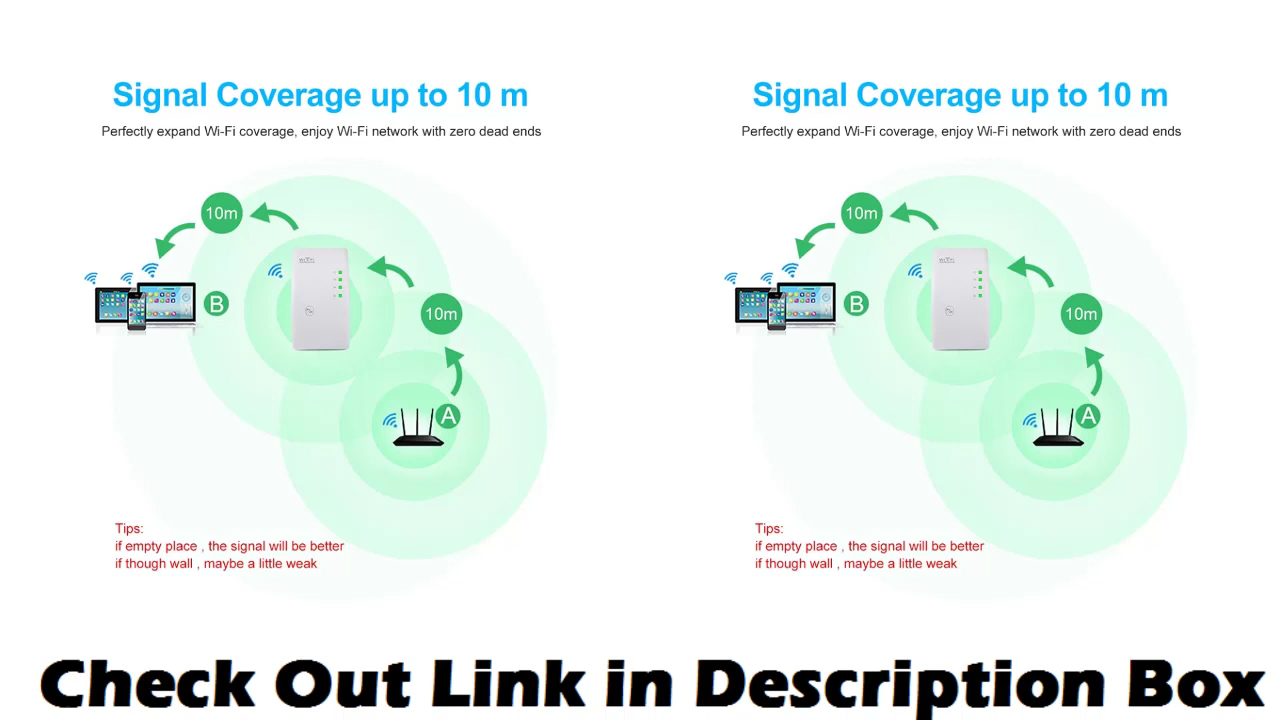 Signal Coverage up to 10 m
Perfectly expand Wi-Fi coverage, enjoy Wi-Fi network with zero dead ends
10m
10m
B
A
Tips:
if empty place , the signal will be better
if though wall , maybe a little weak
Signal Coverage up to 10 m
Perfectly expand Wi-Fi coverage, enjoy Wi-Fi network with zero dead ends
10m
10m
B
A
Tips:
if empty place , the signal will be better
if though wall , maybe a little weak
Check Out Link in Description Box